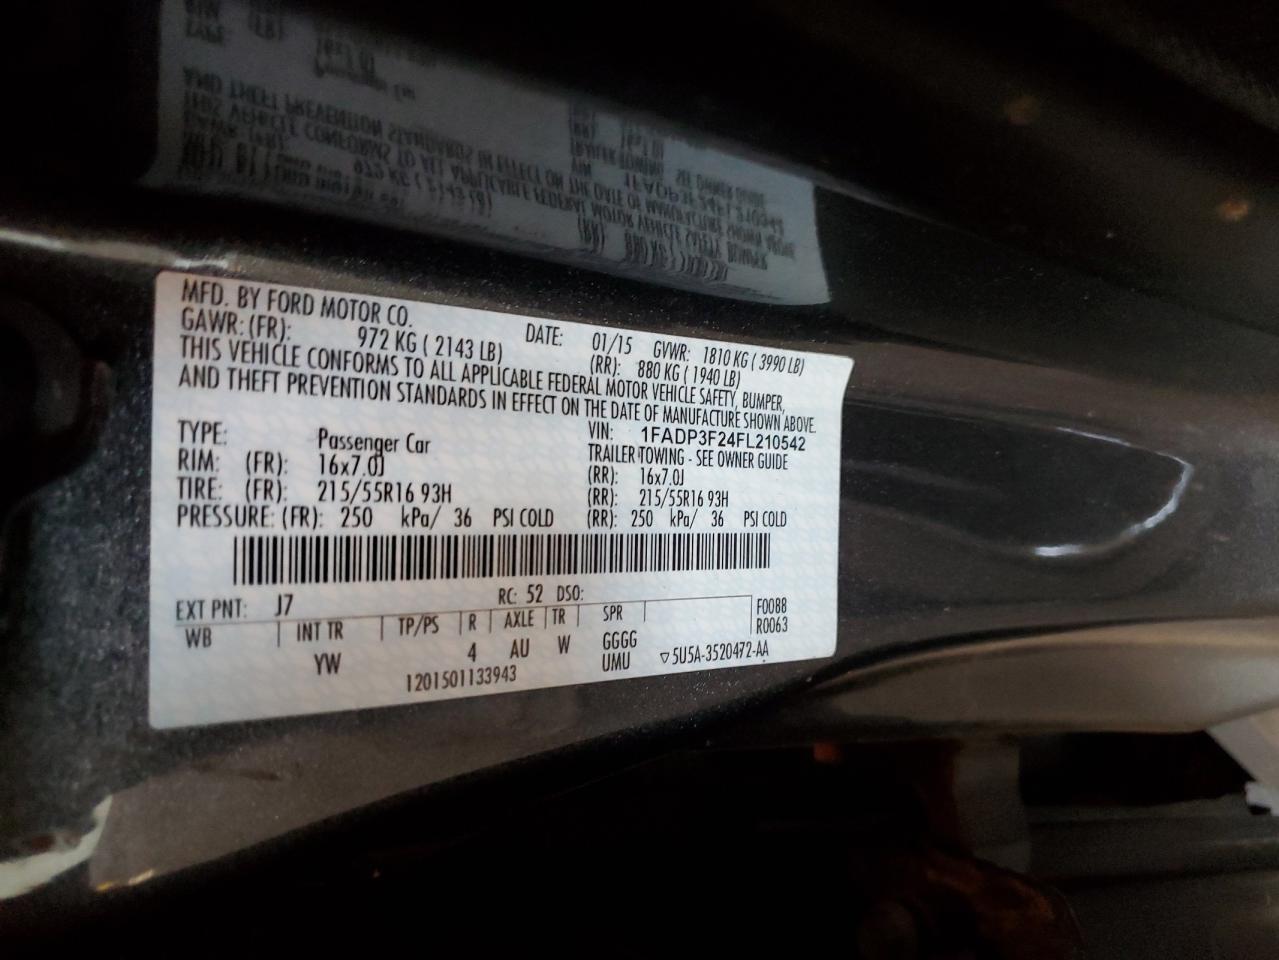 MFD. BY FORD MOTOR CO. DATE: 01/15 GVWR: 1810 KG ( 3990 LB)
GAWR: (FR): 972 KG ( 2143 LB) (RR): 880 KG ( 1940 LB)
THIS VEHICLE CONFORMS TO ALL APPLICABLE FEDERAL MOTOR VEHICLE SAFETY, BUMPER,
AND THEFT PREVENTION STANDARDS IN EFFECT ON THE DATE OF MANUFACTURE SHOWN ABOVE.
VIN: 1FADP3F24FL210542
TYPE: Passenger Car TRAILER TOWING - SEE OWNER GUIDE
RIM: (FR): 16x7.0J (RR): 16x7.0J
TIRE: (FR): 215/55R16 93H (RR): 215/55R16 93H
PRESSURE: (FR): 250 kPa/ 36 PSI COLD (RR): 250 kPa/ 36 PSI COLD
EXT PNT: J7 RC: 52 DSO: F0088
WB INT TR TP/PS R AXLE TR SPR R0063
YW 4 AU W GGGG
UMU ▽5U5A-3520472-AA
1201501133943